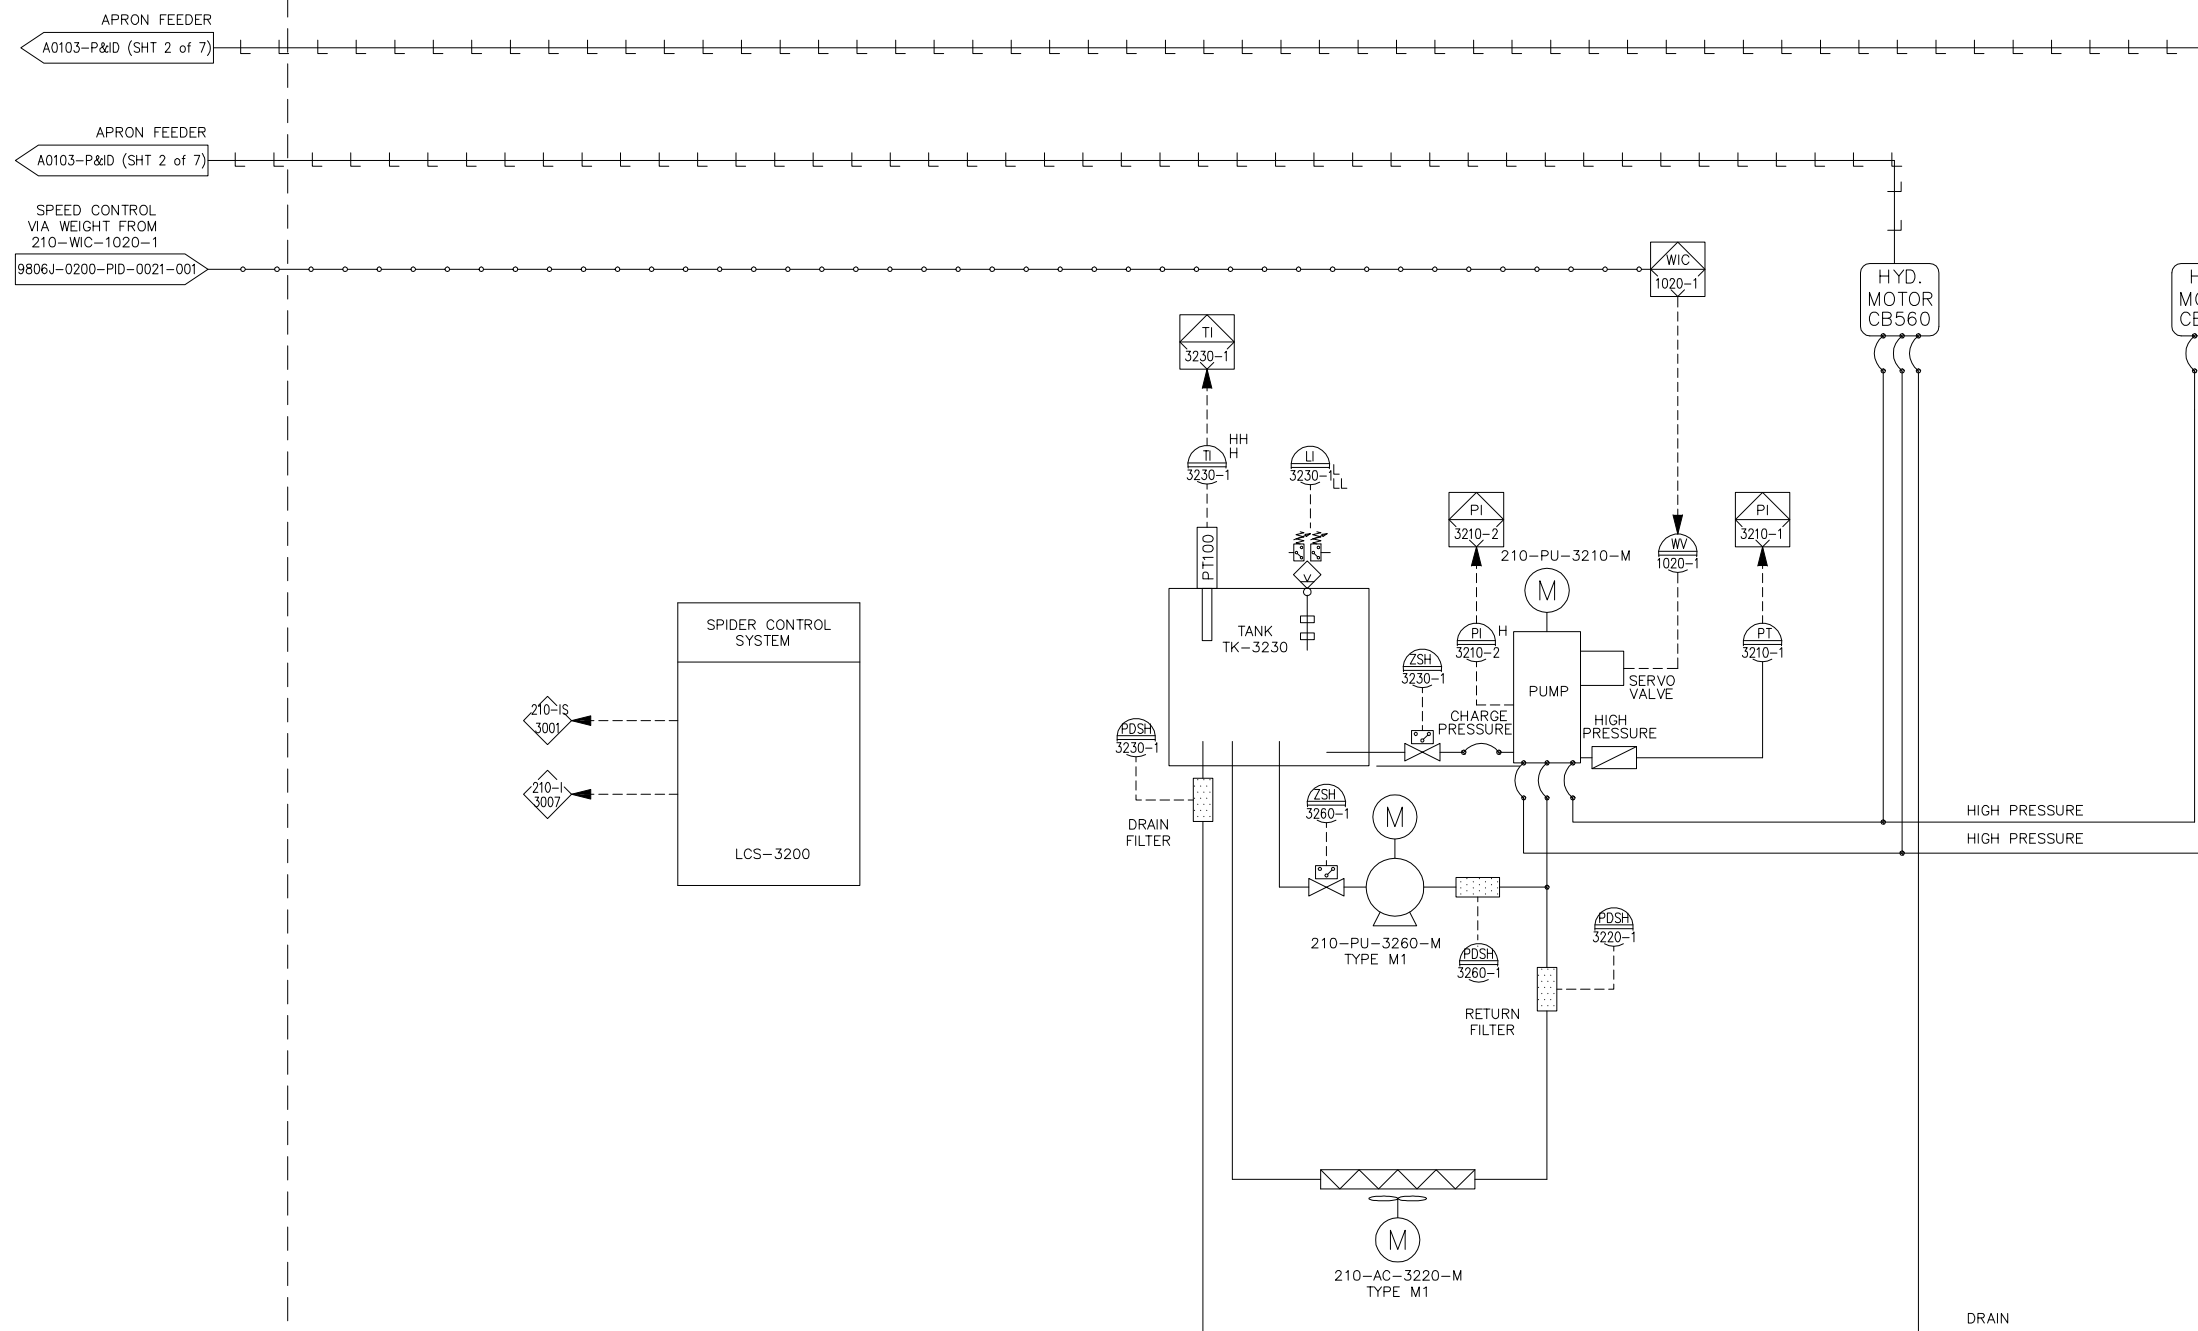 APRON FEEDER
A0103-P&ID (SHT 2 of 7)
APRON FEEDER
A0103-P&ID (SHT 2 of 7)
SPEED CONTROL
VIA WEIGHT FROM
210-WIC-1020-1
9806J-0200-PID-0021-001
WIC
1020-1
HYD.
MOTOR
CB560
TI
3230-1
HH
H
TI
3230-1
LI
3230-1
L
LL
PT100
TANK
TK-3230
PI
3210-2
210-PU-3210-M
M
WV
1020-1
PI
3210-1
PI
3210-2
H
PT
3210-1
ZSH
3230-1
PUMP
SERVO
VALVE
CHARGE
PRESSURE
HIGH
PRESSURE
SPIDER CONTROL
SYSTEM
LCS-3200
210-IS
3001
210-I
3007
PDSH
3230-1
DRAIN
FILTER
ZSH
3260-1
M
210-PU-3260-M
TYPE M1
PDSH
3260-1
PDSH
3220-1
RETURN
FILTER
HIGH PRESSURE
HIGH PRESSURE
M
210-AC-3220-M
TYPE M1
DRAIN